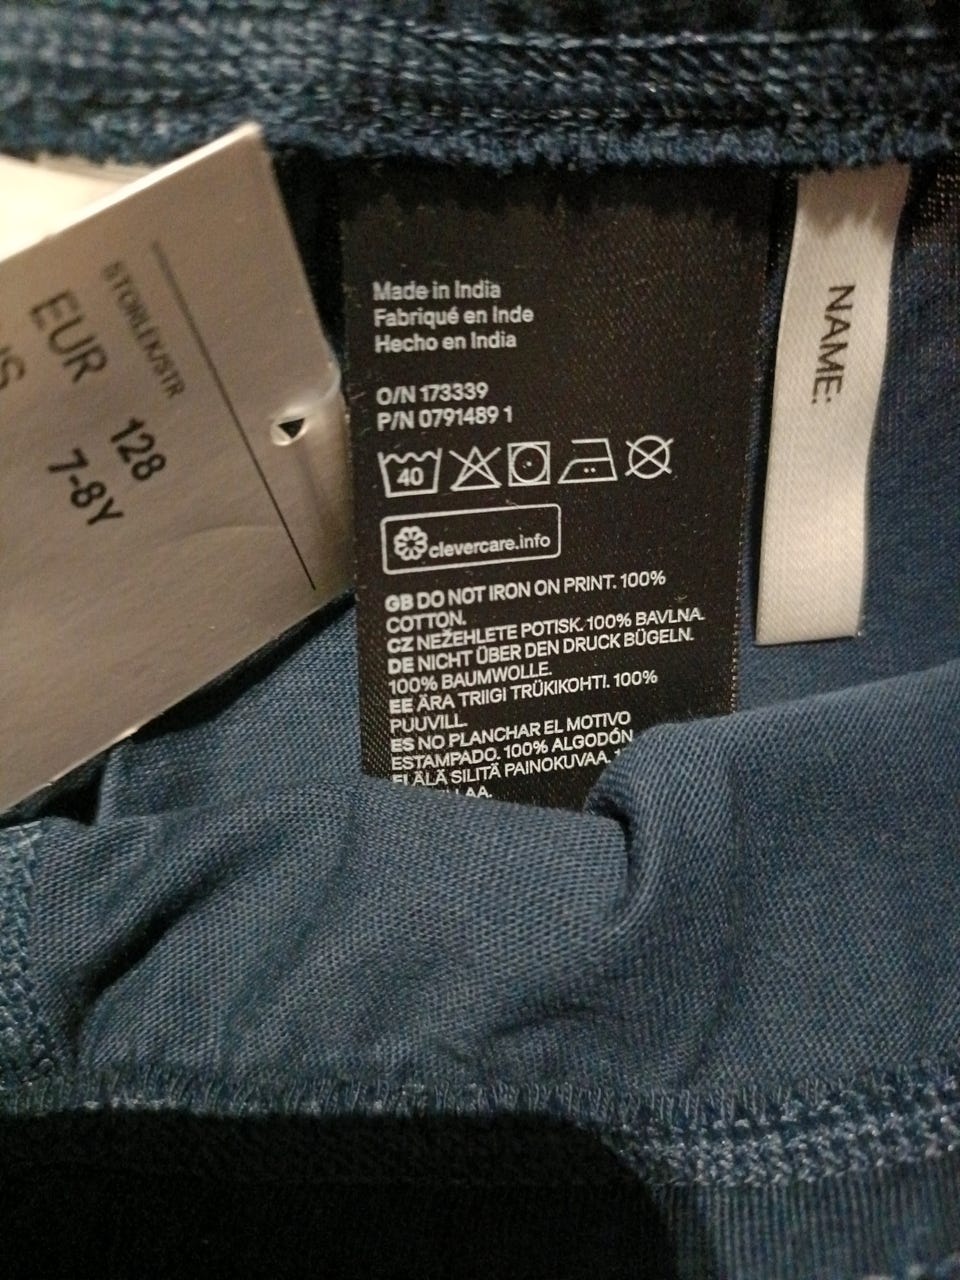 STORLEK/STR
EUR 128
7-8Y
Made in India
Fabriqué en Inde
Hecho en India
O/N 173339
P/N 0791489 1
40
clevercare.info
GB DO NOT IRON ON PRINT. 100%
COTTON.
CZ NEŽEHLETE POTISK. 100% BAVLNA.
DE NICHT ÜBER DEN DRUCK BÜGELN.
100% BAUMWOLLE.
EE ÄRA TRIIGI TRÜKIKOHTI. 100%
PUUVILL.
ES NO PLANCHAR EL MOTIVO
ESTAMPADO. 100% ALGODÓN.
FI ÄLÄ SILITÄ PAINOKUVAA.
NAME: